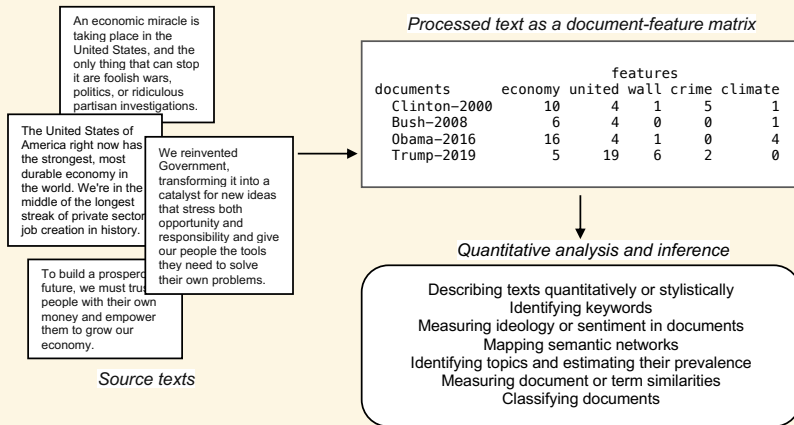 An economic miracle is
taking place in the
United States, and the
only thing that can stop
it are foolish wars,
politics, or ridiculous
partisan investigations.
The United States of
America right now has
the strongest, most
durable economy in
the world. We're in the
middle of the longest
streak of private sector
job creation in history.
We reinvented
Government,
transforming it into a
catalyst for new ideas
that stress both
opportunity and
responsibility and give
our people the tools
they need to solve
their own problems.
To build a
future, we must
people with their own
money and empower
them to grow our
economy.
Source texts
Processed text as a document-feature matrix
features
documents economy united wall crime climate
Clinton-2000 10 4 1 5 1
Bush-2008 6 4 0 0 1
Obama-2016 16 4 1 0 4
Trump-2019 5 19 6 2 0
Quantitative analysis and inference
Describing texts quantitatively or stylistically
Identifying keywords
Measuring ideology or sentiment in documents
Mapping semantic networks
Identifying topics and estimating their prevalence
Measuring document or term similarities
Classifying documents